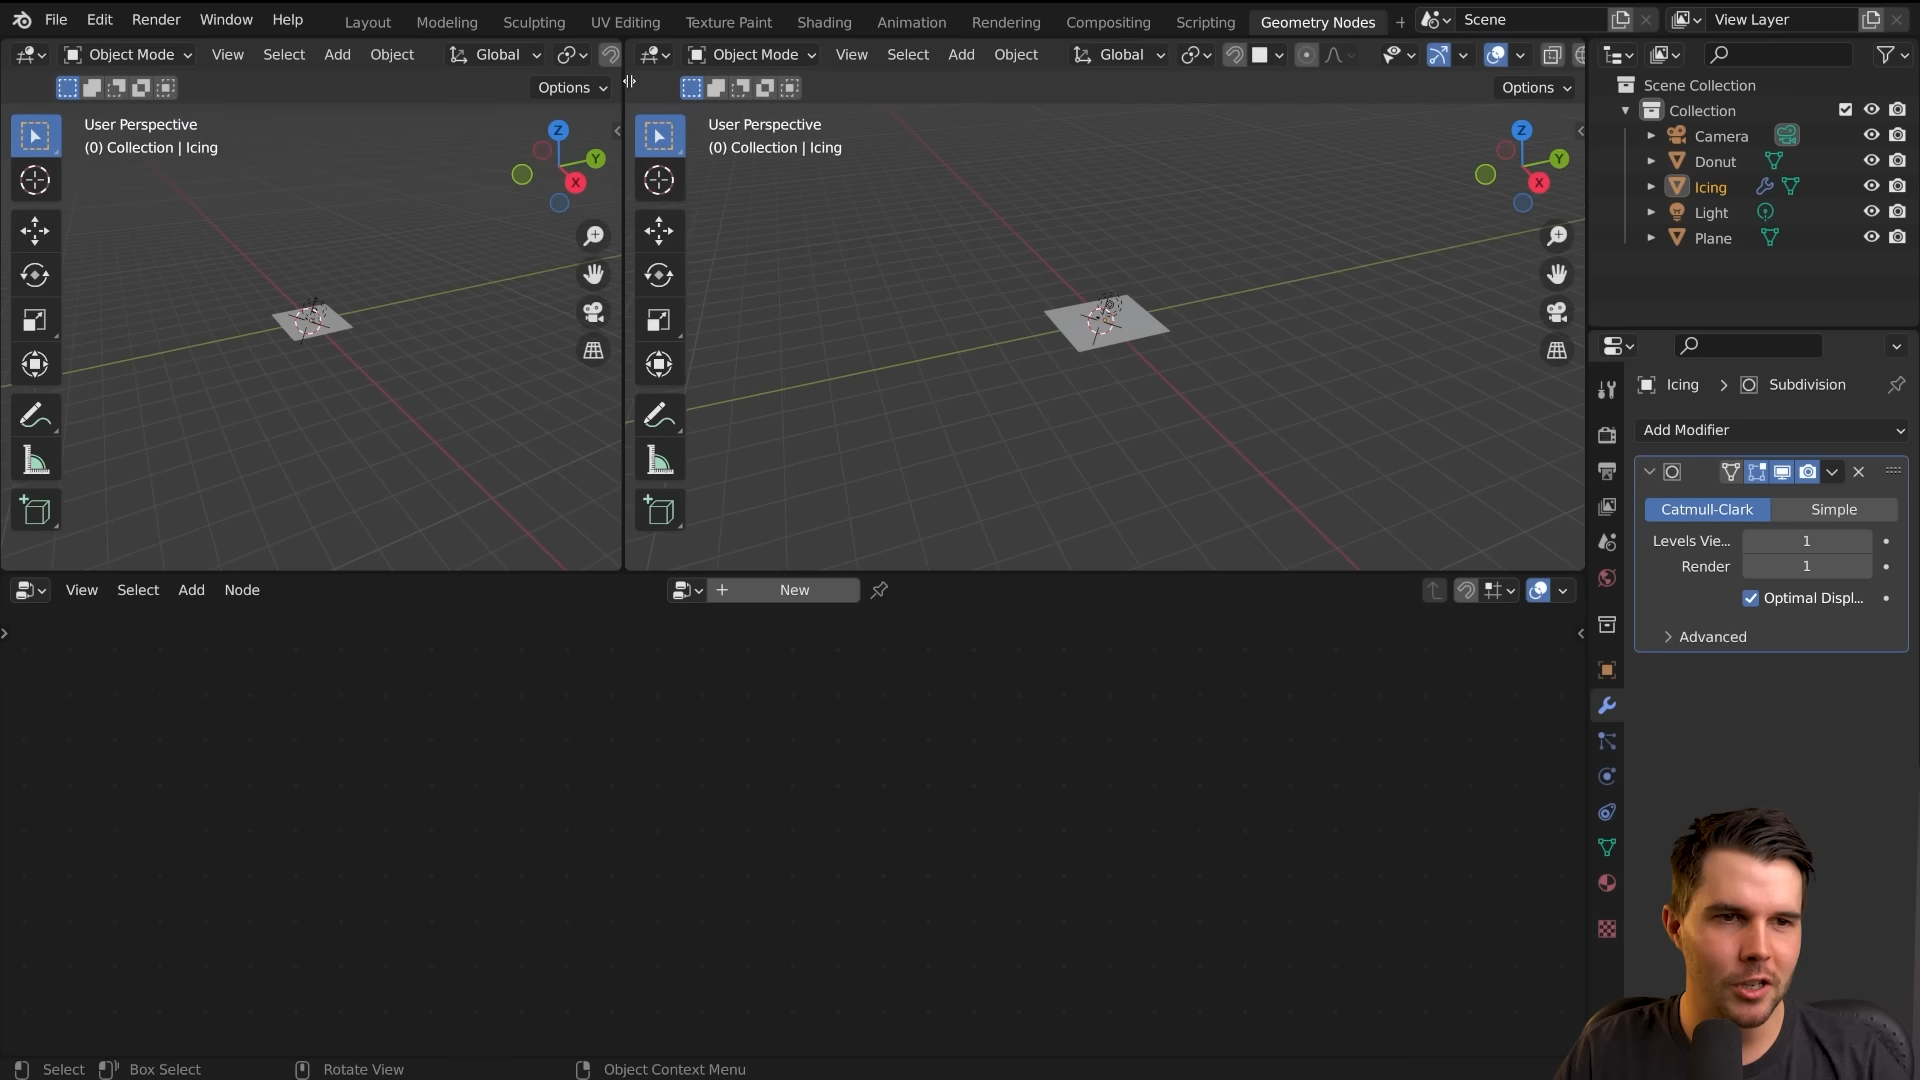 File Edit Render Window Help Layout Modeling Sculpting UV Editing Texture Paint Shading Animation Rendering Compositing Scripting Geometry Nodes + Scene View Layer
Object Mode View Select Add Object Global
Options
User Perspective
(0) Collection | Icing
Z
Y
X
Object Mode View Select Add Object Global
Options
User Perspective
(0) Collection | Icing
Z
Y
X
View Select Add Node + New
Scene Collection
Collection
Camera
Donut
Icing
Light
Plane
Icing > Subdivision
Add Modifier
Catmull-Clark Simple
Levels Vie... 1
Render 1
Optimal Displ...
Advanced
Select Box Select Rotate View Object Context Menu